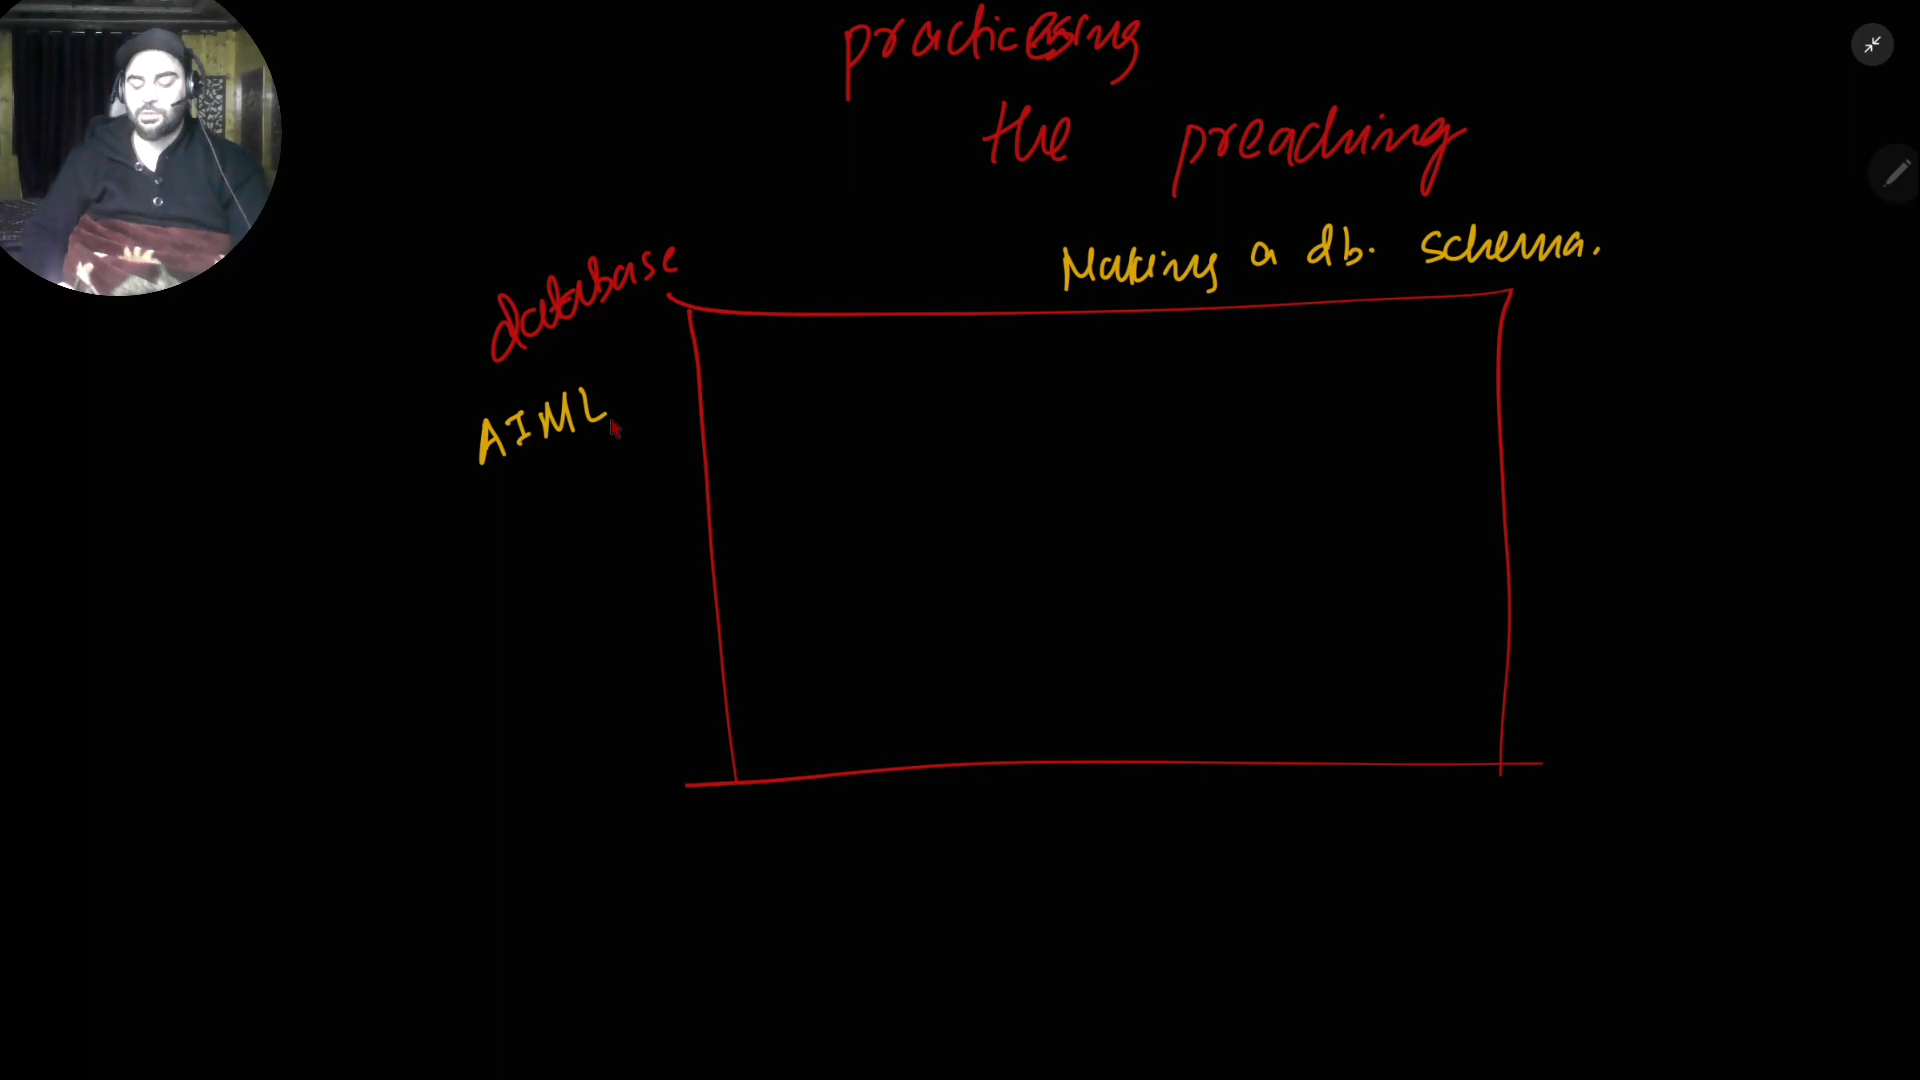 practicing
the preaching
Making a db. schema.
database
AIML